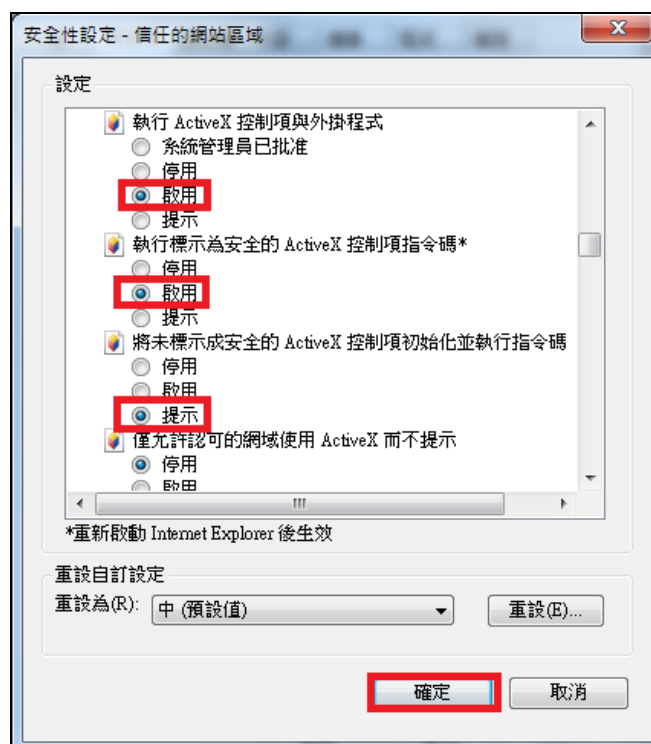 安全性設定 - 信任的網站區域
設定
執行 ActiveX 控制項與外掛程式
系統管理員已批准
停用
啟用
提示
執行標示為安全的 ActiveX 控制項指令碼*
停用
啟用
提示
將未標示成安全的 ActiveX 控制項初始化並執行指令碼
停用
啟用
提示
僅允許認可的網域使用 ActiveX 而不提示
停用
啟用
*重新啟動 Internet Explorer 後生效
重設自訂設定
重設為(R): 中 (預設值) 重設(E)...
確定 取消